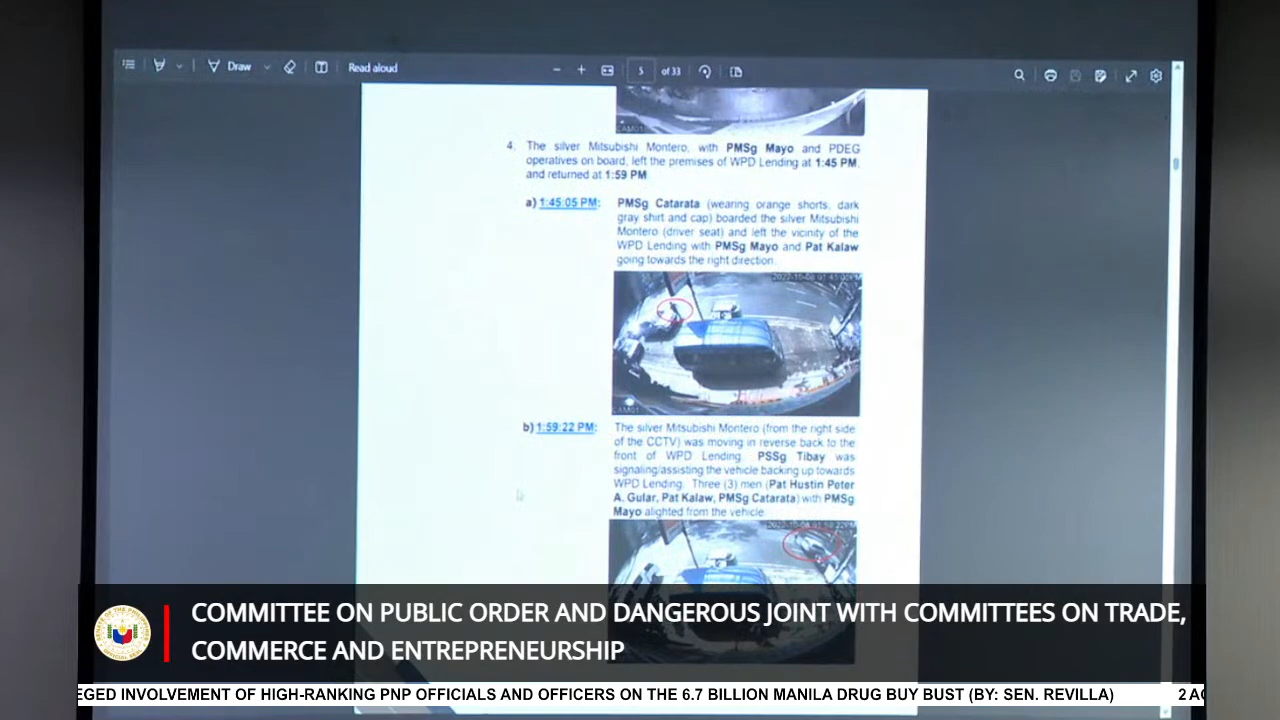 Draw
Read aloud
5
of 33
CAM01
4. The silver Mitsubishi Montero, with PMSg Mayo and PDEG
operatives on board, left the premises of WPD Lending at 1:45 PM
and returned at 1:59 PM
a) 1:45:05 PM:
PMSg Catarata (wearing orange shorts, dark
gray shirt and cap) boarded the silver Mitsubishi
Montero (driver seat) and left the vicinity of the
WPD Lending with PMSg Mayo and Pat Kalaw
going towards the right direction.
CAM01
b) 1:59:22 PM:
The silver Mitsubishi Montero (from the right side
of the CCTV) was moving in reverse back to the
front of WPD Lending. PSSg Tibay was
signaling/assisting the vehicle backing up towards
WPD Lending. Three (3) men (Pat Hustin Peter
A. Gular, Pat Kalaw, PMSg Catarata) with PMSg
Mayo alighted from the vehicle
COMMITTEE ON PUBLIC ORDER AND DANGEROUS JOINT WITH COMMITTEES ON TRADE,
COMMERCE AND ENTREPRENEURSHIP
EGED INVOLVEMENT OF HIGH-RANKING PNP OFFICIALS AND OFFICERS ON THE 6.7 BILLION MANILA DRUG BUY BUST (BY: SEN. REVILLA) 2 A